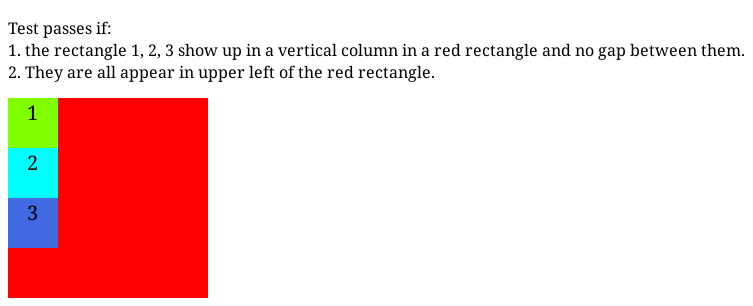 Test passes if:
1. the rectangle 1, 2, 3 show up in a vertical column in a red rectangle and no gap between them.
2. They are all appear in upper left of the red rectangle.
1
2
3